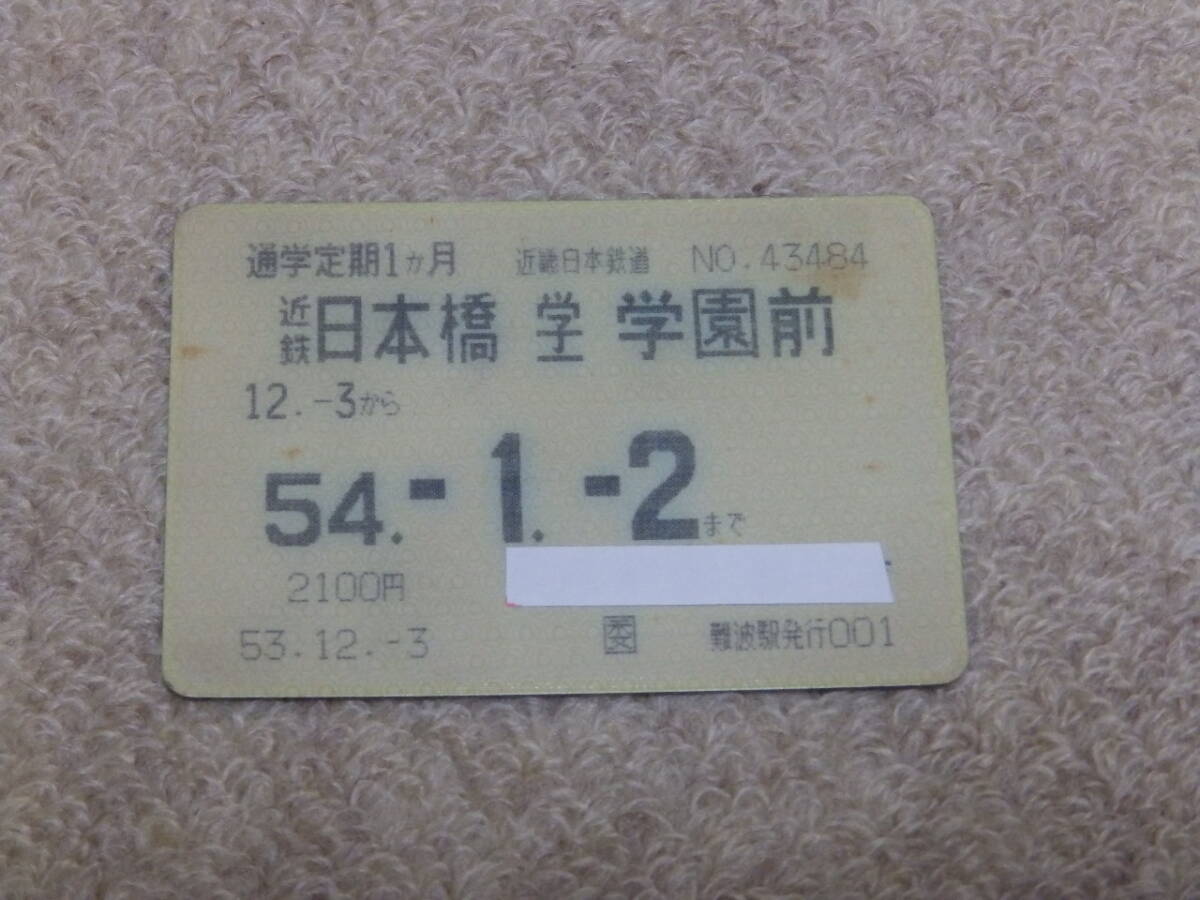 通学定期1か月 近畿日本鉄道 NO.43484
近鉄日本橋 学 学園前
12.-3から
54.-1.-2まで
2100円
53.12.-3 委 難波駅発行001